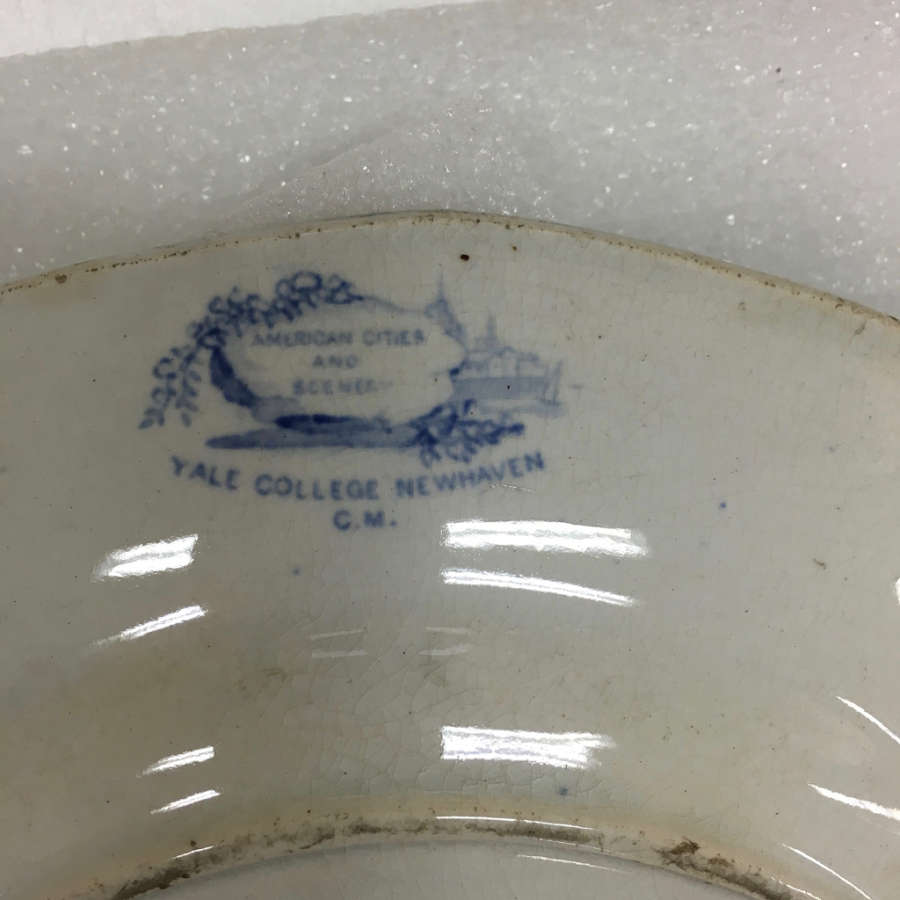 AMERICAN CITIES
AND
SCENERY
YALE COLLEGE NEWHAVEN
C.M.